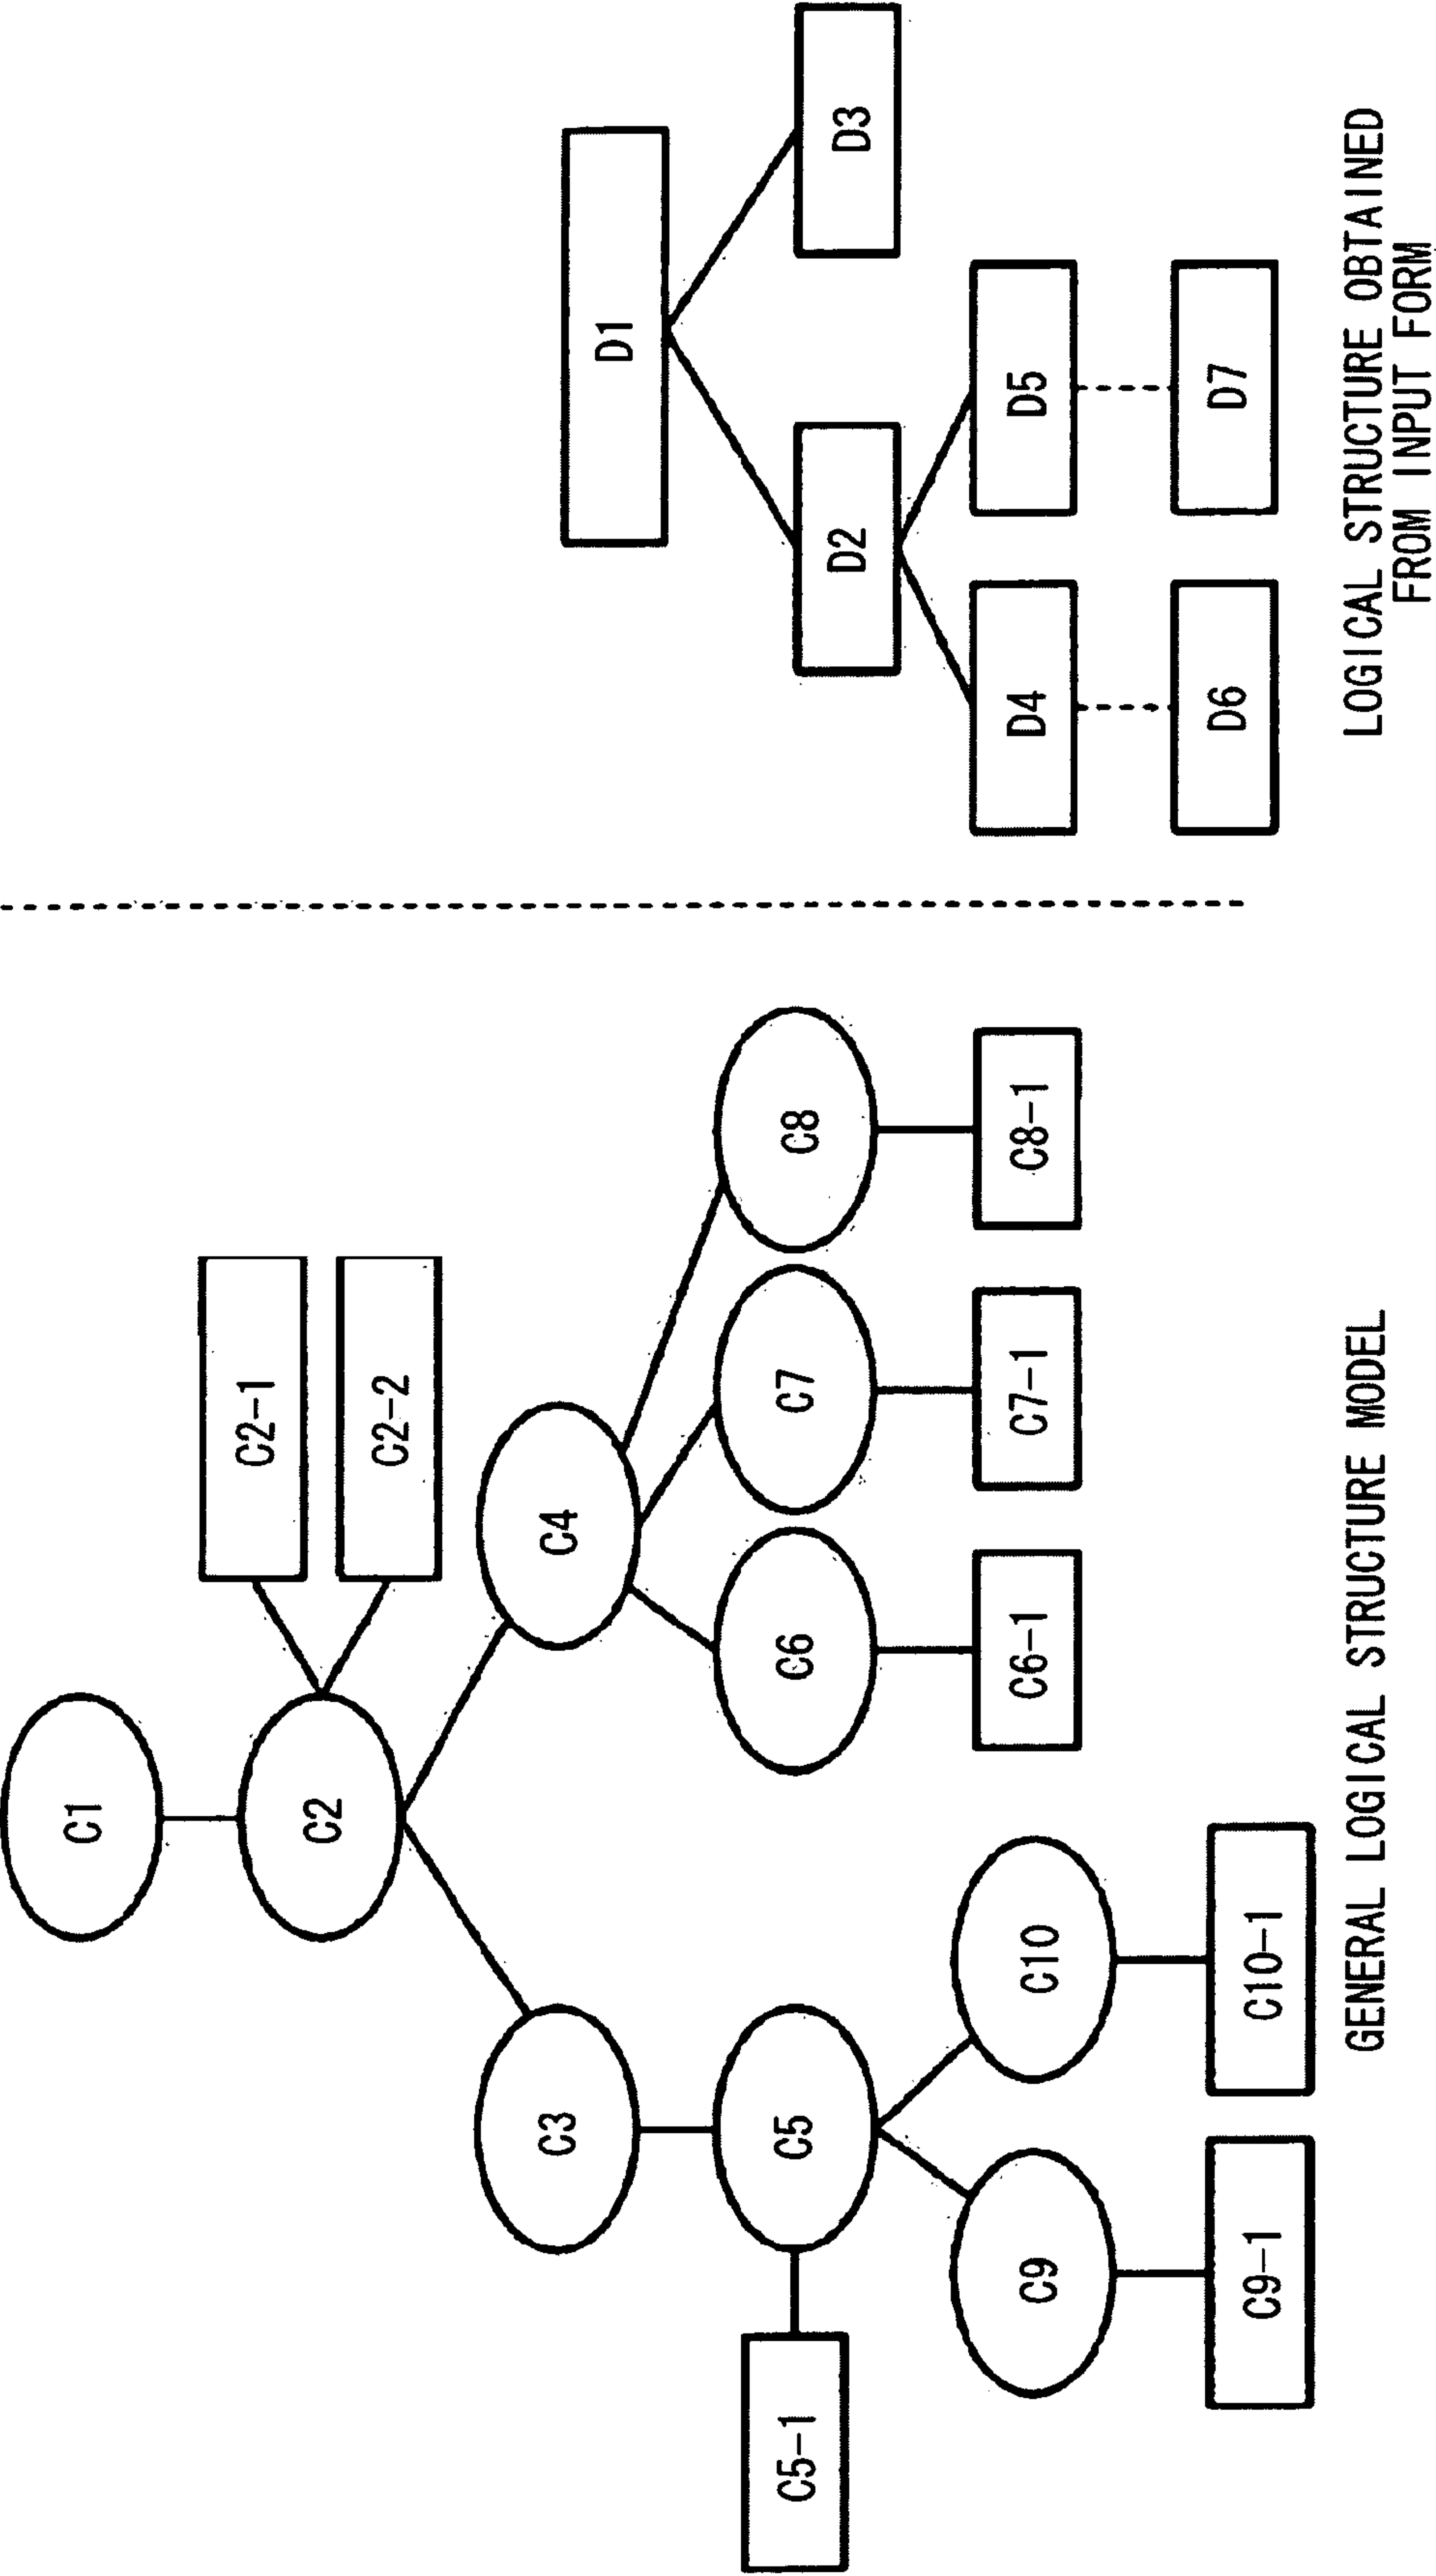 C1
C2
C2-1
C2-2
C3
C4
C5-1
C5
C6
C7
C8
C9
C10
C6-1
C7-1
C8-1
C9-1
C10-1
GENERAL LOGICAL STRUCTURE MODEL
D1
D2
D3
D4
D5
D6
D7
LOGICAL STRUCTURE OBTAINED
FROM INPUT FORM